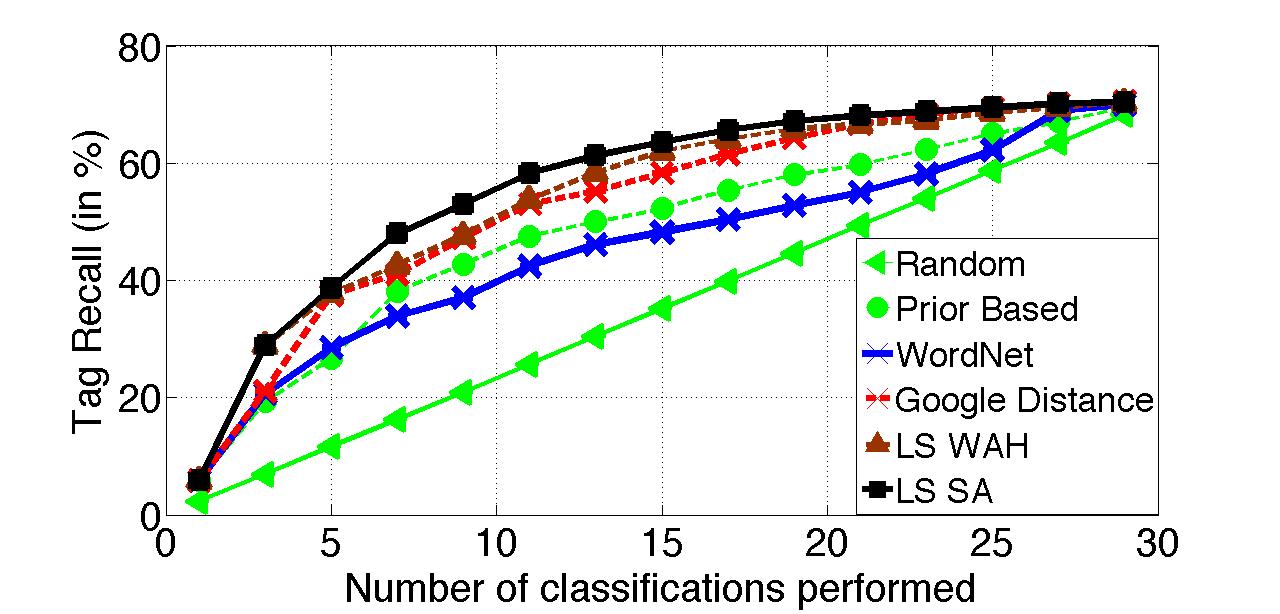 80
60
40
20
0
Tag Recall (in %)
Random
Prior Based
WordNet
Google Distance
LS WAH
LS SA
0 5 10 15 20 25 30
Number of classifications performed